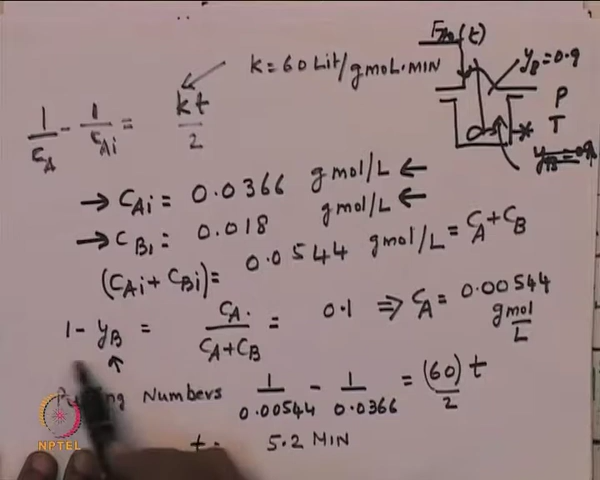 Fin(t)
k = 60 Lit/gmol.MIN
y_B = 0.9
P
T
1/C_A - 1/C_Ai = kt/2
→ C_Ai = 0.0366 gmol/L ←
→ C_Bi = 0.018 gmol/L ←
(C_Ai + C_Bi) = 0.0544 gmol/L = C_A + C_B
1 - y_B = C_A/(C_A + C_B) = 0.1 ⇒ C_A = 0.00544 gmol/L
Numbers 1/0.00544 - 1/0.0366 = (60)/2 t
t = 5.2 MIN
NPTEL